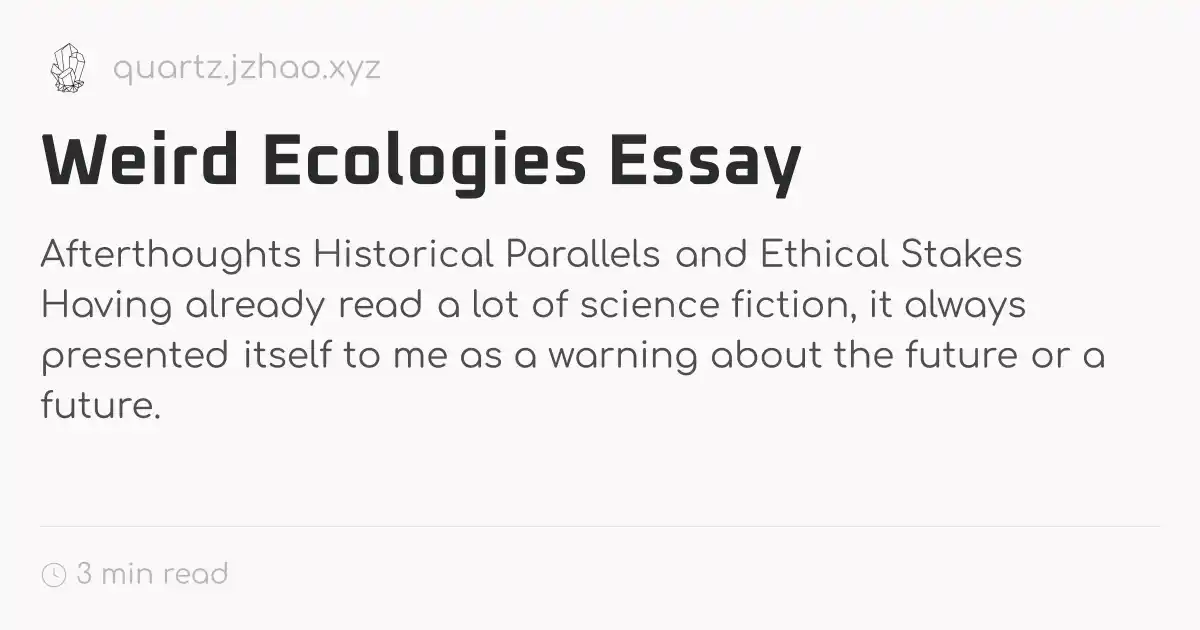 quartz.jzhao.xyz
Weird Ecologies Essay
Afterthoughts Historical Parallels and Ethical Stakes
Having already read a lot of science fiction, it always
presented itself to me as a warning about the future or a
future.
3 min read